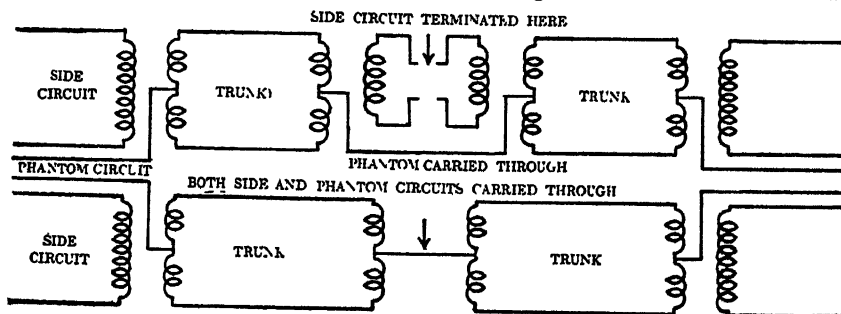 SIDE CIRCUIT TERMINATED HERE
SIDE
CIRCUIT
TRUNK
TRUNK
PHANTOM CIRCUIT
PHANTOM CARRIED THROUGH
BOTH SIDE AND PHANTOM CIRCUITS CARRIED THROUGH
SIDE
CIRCUIT
TRUNK
TRUNK